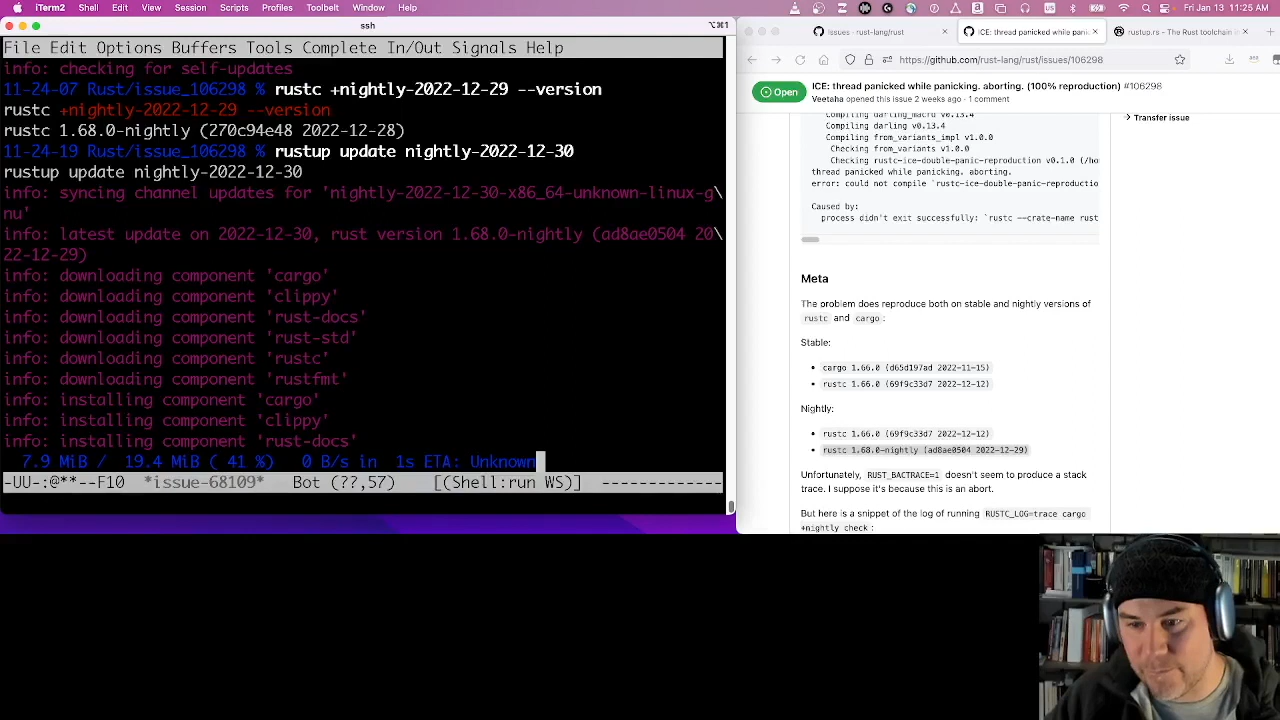 iTerm2 Shell Edit View Session Scripts Profiles Toolbelt Window Help
Fri Jan 13 11:25 AM
ssh
⌥⌘1
File Edit Options Buffers Tools Complete In/Out Signals Help
info: checking for self-updates
11-24-07 Rust/issue_106298 % rustc +nightly-2022-12-29 --version
rustc +nightly-2022-12-29 --version
rustc 1.68.0-nightly (270c94e48 2022-12-28)
11-24-19 Rust/issue_106298 % rustup update nightly-2022-12-30
rustup update nightly-2022-12-30
info: syncing channel updates for 'nightly-2022-12-30-x86_64-unknown-linux-g\
nu'
info: latest update on 2022-12-30, rust version 1.68.0-nightly (ad8ae0504 20\
22-12-29)
info: downloading component 'cargo'
info: downloading component 'clippy'
info: downloading component 'rust-docs'
info: downloading component 'rust-std'
info: downloading component 'rustc'
info: downloading component 'rustfmt'
info: installing component 'cargo'
info: installing component 'clippy'
info: installing component 'rust-docs'
7.9 MiB / 19.4 MiB ( 41 %) 0 B/s in 1s ETA: Unknown
-UU-:@**--F10 *issue-68109* Bot (??,57) [(Shell:run WS)] -------------
Issues · rust-lang/rust
ICE: thread panicked while pani
rustup.rs - The Rust toolchain in
https://github.com/rust-lang/rust/issues/106298
Open
ICE: thread panicked while panicking. aborting. (100% reproduction) #106298
Veetaha opened this issue 2 weeks ago · 1 comment
Transfer issue
Compiling darling_macro v0.13.4
Compiling darling v0.13.4
Compiling from_variants_impl v1.0.0
Checking from_variants v1.0.0
Checking rustc-ice-double-panic-reproduction v0.1.0 (/ho
thread panicked while panicking. aborting.
error: could not compile `rustc-ice-double-panic-reproductio
Caused by:
process didn't exit successfully: `rustc --crate-name rust
Meta
The problem does reproduce both on stable and nightly versions of
rustc and cargo :
Stable:
• cargo 1.66.0 (d65d197ad 2022-11-15)
• rustc 1.66.0 (69f9c33d7 2022-12-12)
Nightly:
• rustc 1.66.0 (69f9c33d7 2022-12-12)
• rustc 1.68.0-nightly (ad8ae0504 2022-12-29)
Unfortunately, RUST_BACTRACE=1 doesn't seem to produce a stack
trace. I suppose it's because this is an abort.
But here is a snippet of the log of running RUSTC_LOG=trace cargo
+nightly check :